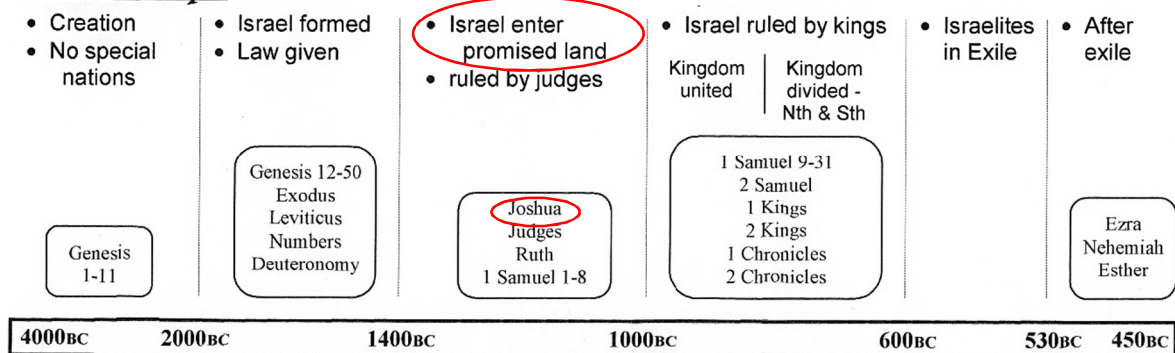 • Creation
• No special
nations
• Israel formed
• Law given
• Israel enter
promised land
• ruled by judges
• Israel ruled by kings
Kingdom
united
Kingdom
divided -
Nth & Sth
• Israelites
in Exile
• After
exile
Genesis
1-11
Genesis 12-50
Exodus
Leviticus
Numbers
Deuteronomy
Joshua
Judges
Ruth
1 Samuel 1-8
1 Samuel 9-31
2 Samuel
1 Kings
2 Kings
1 Chronicles
2 Chronicles
Ezra
Nehemiah
Esther
4000BC 2000BC 1400BC 1000BC 600BC 530BC 450BC